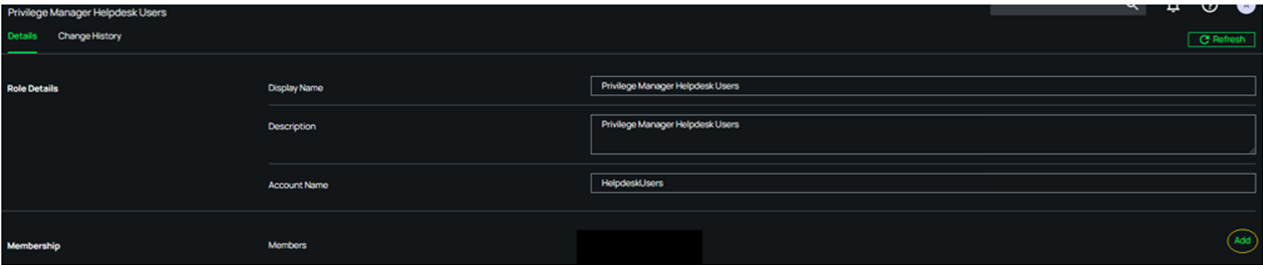 Privilege Manager Helpdesk Users
Details Change History
Refresh
Role Details Display Name Privilege Manager Helpdesk Users
Description Privilege Manager Helpdesk Users
Account Name HelpdeskUsers
Membership Members Add